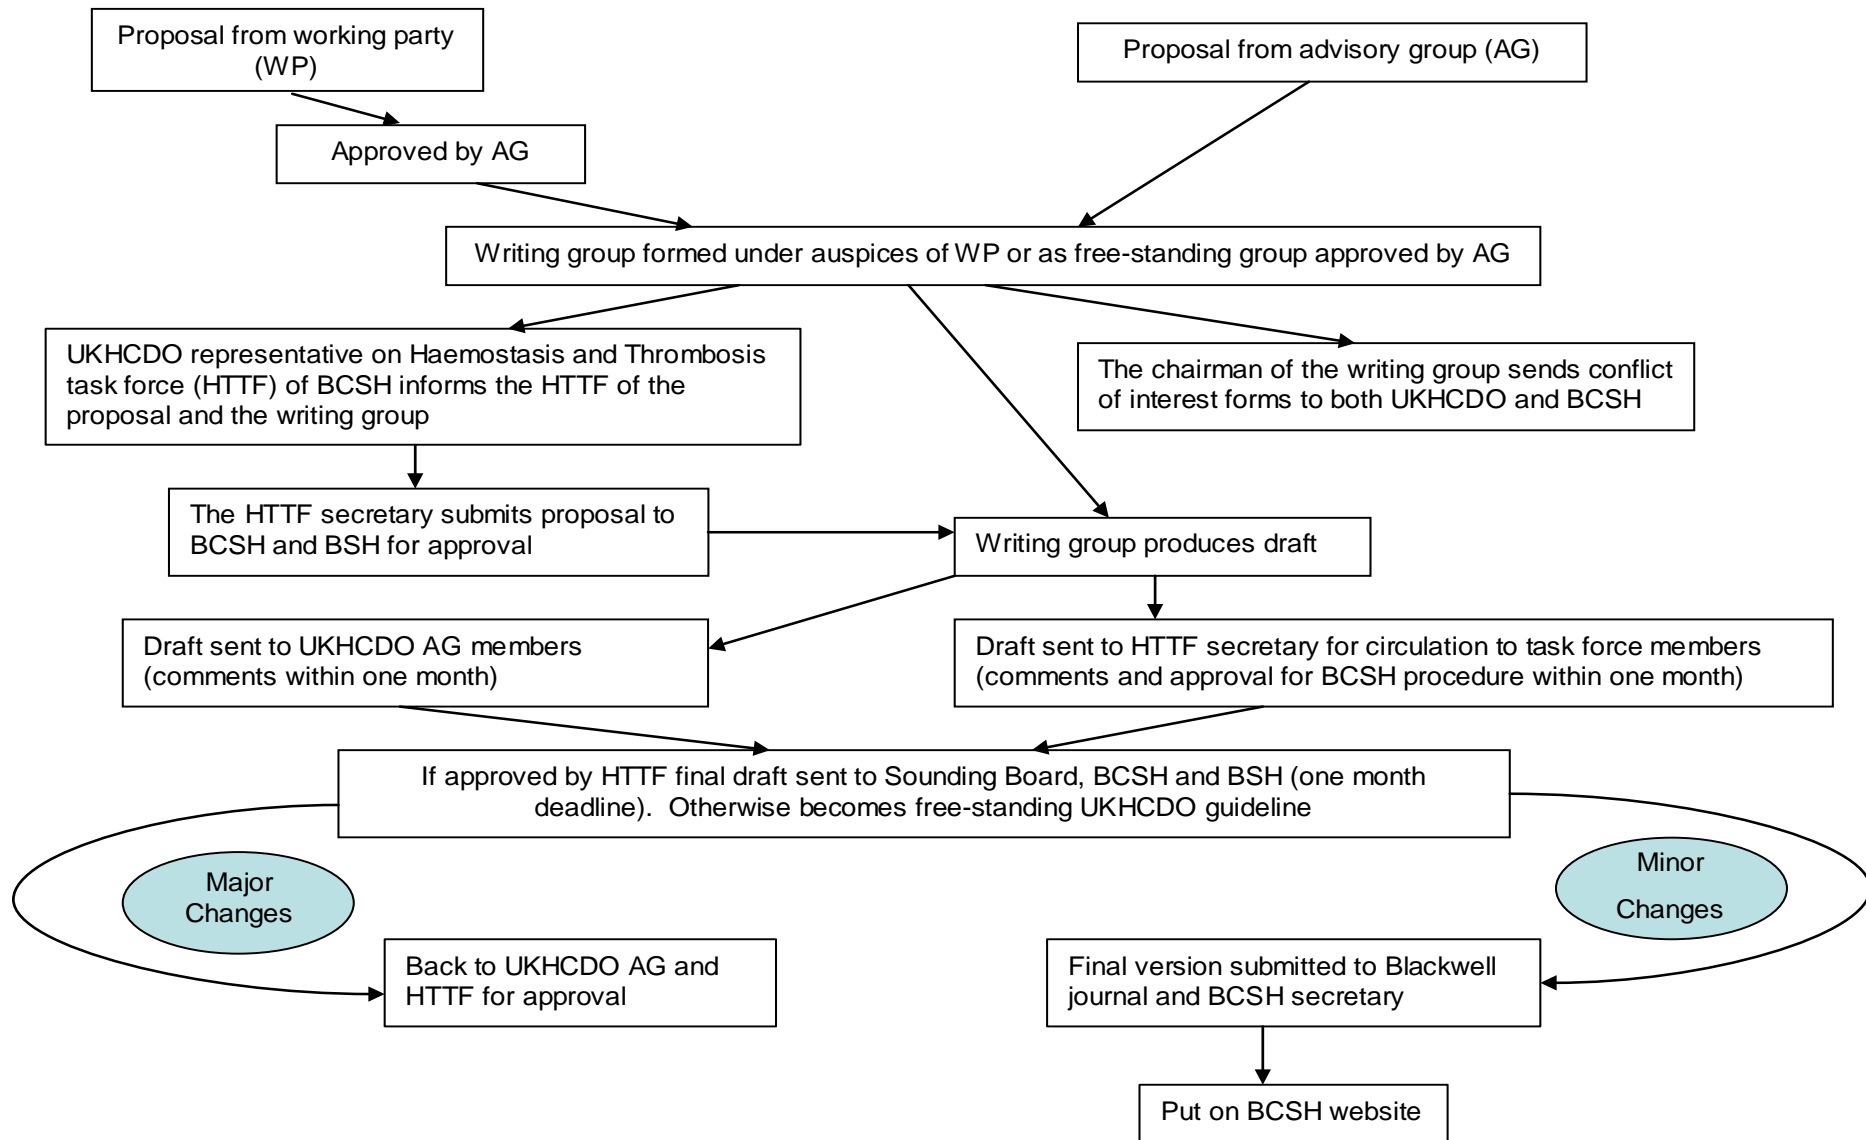 Proposal from working party
(WP)
Proposal from advisory group (AG)
Approved by AG
Writing group formed under auspices of WP or as free-standing group approved by AG
UKHCDO representative on Haemostasis and Thrombosis
task force (HTTF) of BCSH informs the HTTF of the
proposal and the writing group
The chairman of the writing group sends conflict
of interest forms to both UKHCDO and BCSH
The HTTF secretary submits proposal to
BCSH and BSH for approval
Writing group produces draft
Draft sent to UKHCDO AG members
(comments within one month)
Draft sent to HTTF secretary for circulation to task force members
(comments and approval for BCSH procedure within one month)
If approved by HTTF final draft sent to Sounding Board, BCSH and BSH (one month
deadline).  Otherwise becomes free-standing UKHCDO guideline
Major
Changes
Minor
Changes
Back to UKHCDO AG and
HTTF for approval
Final version submitted to Blackwell
journal and BCSH secretary
Put on BCSH website